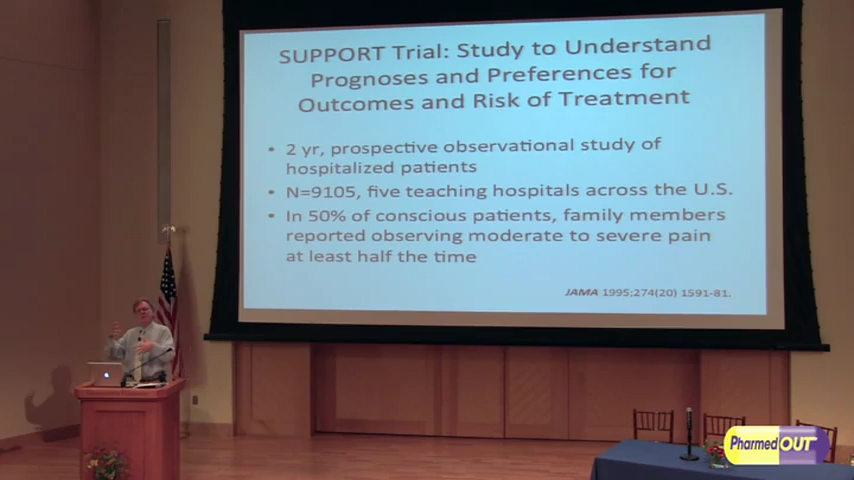 SUPPORT Trial: Study to Understand
Prognoses and Preferences for
Outcomes and Risk of Treatment
• 2 yr, prospective observational study of
hospitalized patients
• N=9105, five teaching hospitals across the U.S.
• In 50% of conscious patients, family members
reported observing moderate to severe pain
at least half the time
JAMA 1995;274(20) 1591-81.
PharmedOUT